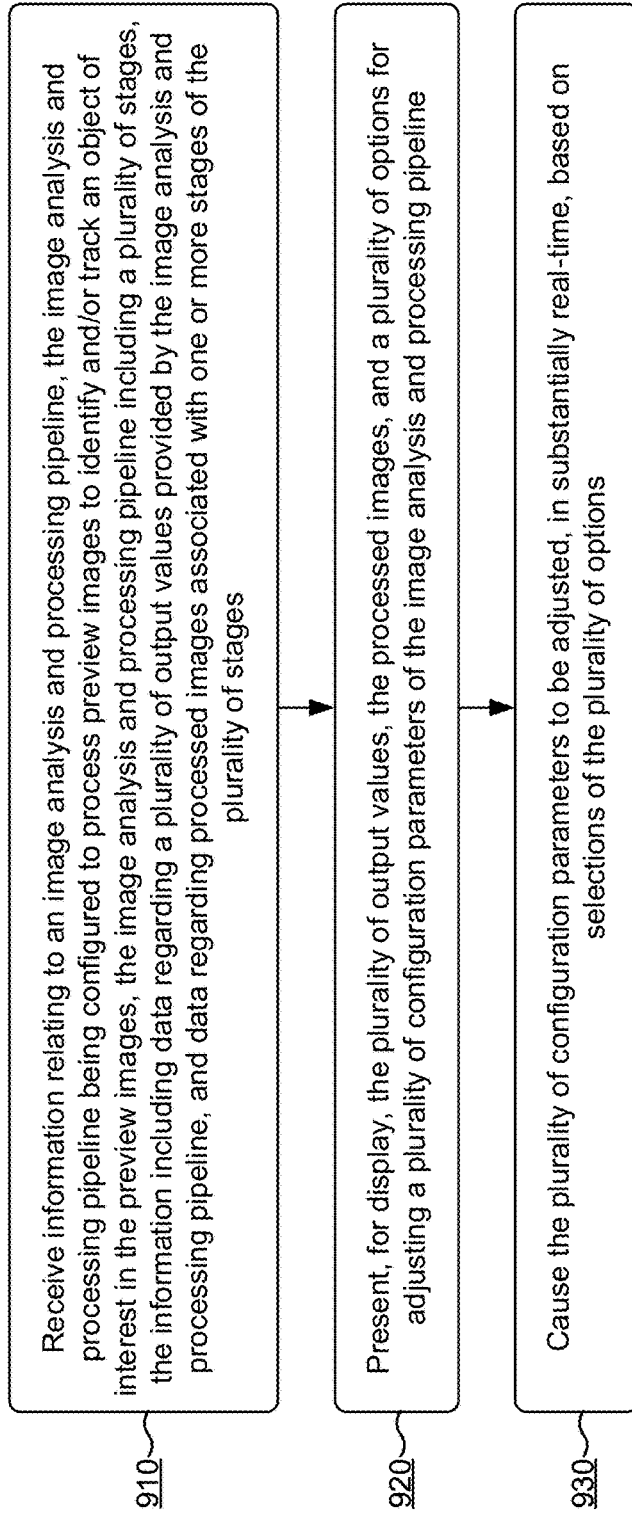 910
Receive information relating to an image analysis and processing pipeline, the image analysis and
processing pipeline being configured to process preview images to identify and/or track an object of
interest in the preview images, the image analysis and processing pipeline including a plurality of stages,
the information including data regarding a plurality of output values provided by the image analysis and
processing pipeline, and data regarding processed images associated with one or more stages of the
plurality of stages
920
Present, for display, the plurality of output values, the processed images, and a plurality of options for
adjusting a plurality of configuration parameters of the image analysis and processing pipeline
930
Cause the plurality of configuration parameters to be adjusted, in substantially real-time, based on
selections of the plurality of options